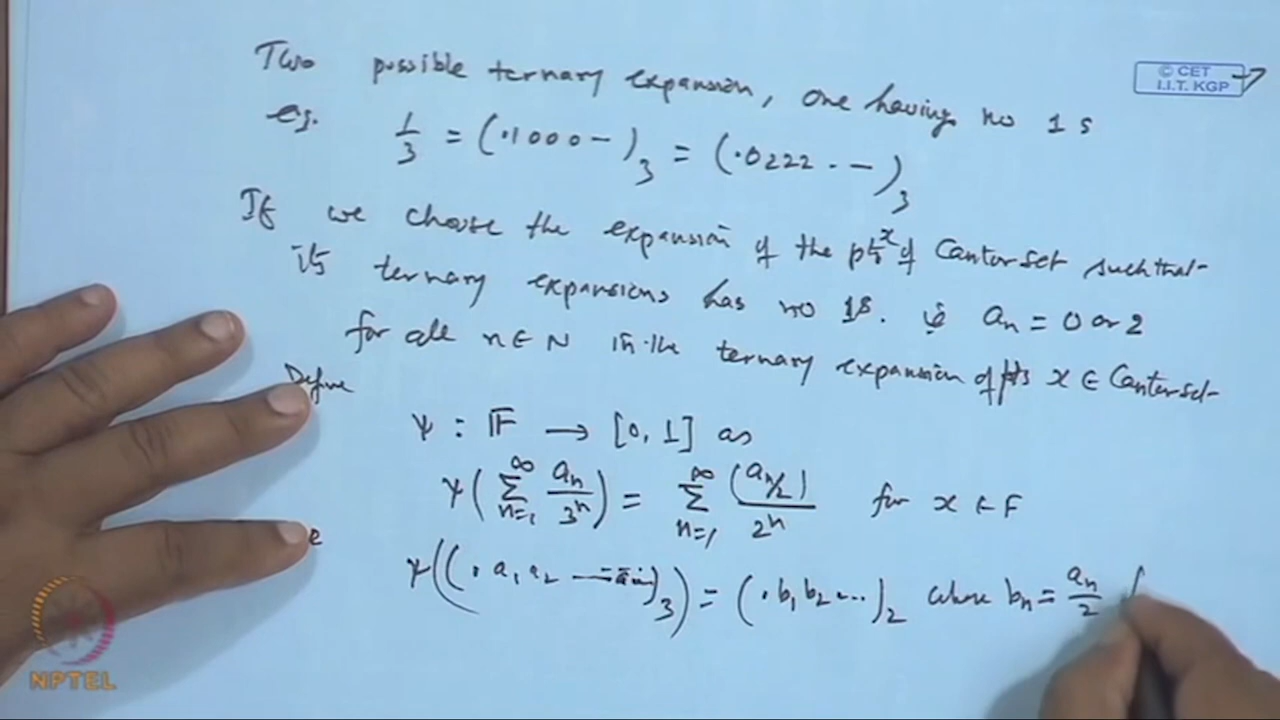 © CET
I.I.T. KGP
Two possible ternary expansion, one having no 1s
eg. 1/3 = (.1000-)_3 = (.0222.--)_3
If we choose the expansion of the pts x of Cantor set such that
its ternary expansions has no 1s. ie a_n = 0 or 2
for all n ∈ N in the ternary expansion of pts x ∈ Cantor set
Define
Ψ : F → [0, 1] as
Ψ( ∑_{n=1}^{∞} a_n/3^n ) = ∑_{n=1}^{∞} (a_n/2)/2^n for x ∈ F
e Ψ((.a_1 a_2 ---)_3) = (.b_1 b_2 ...)_2 where b_n = a_n/2
NPTEL